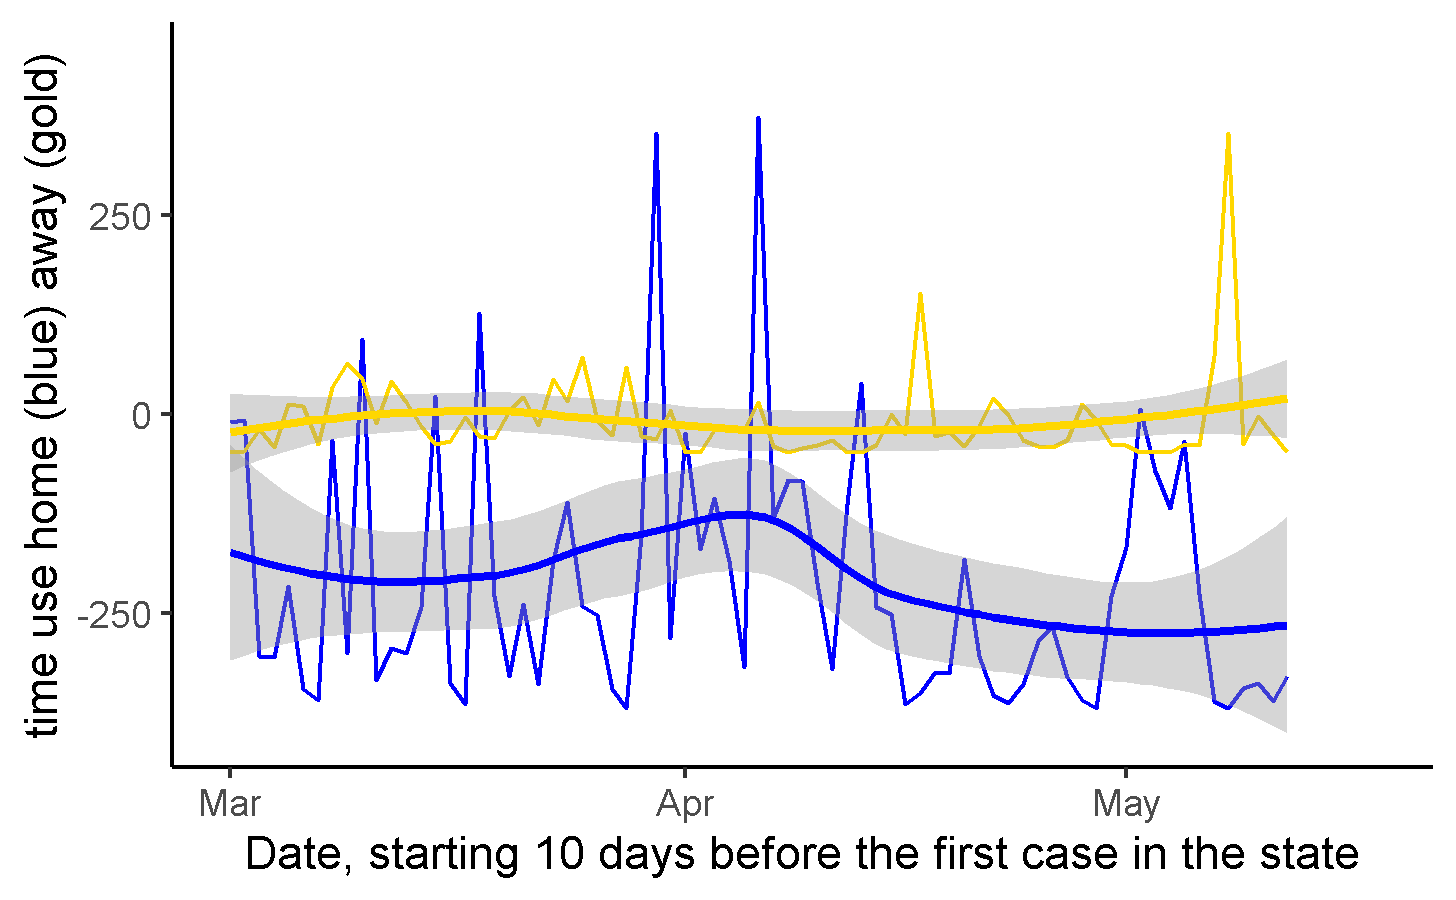 time use home (blue) away (gold)
250
0
-250
Mar
Apr
May
Date, starting 10 days before the first case in the state